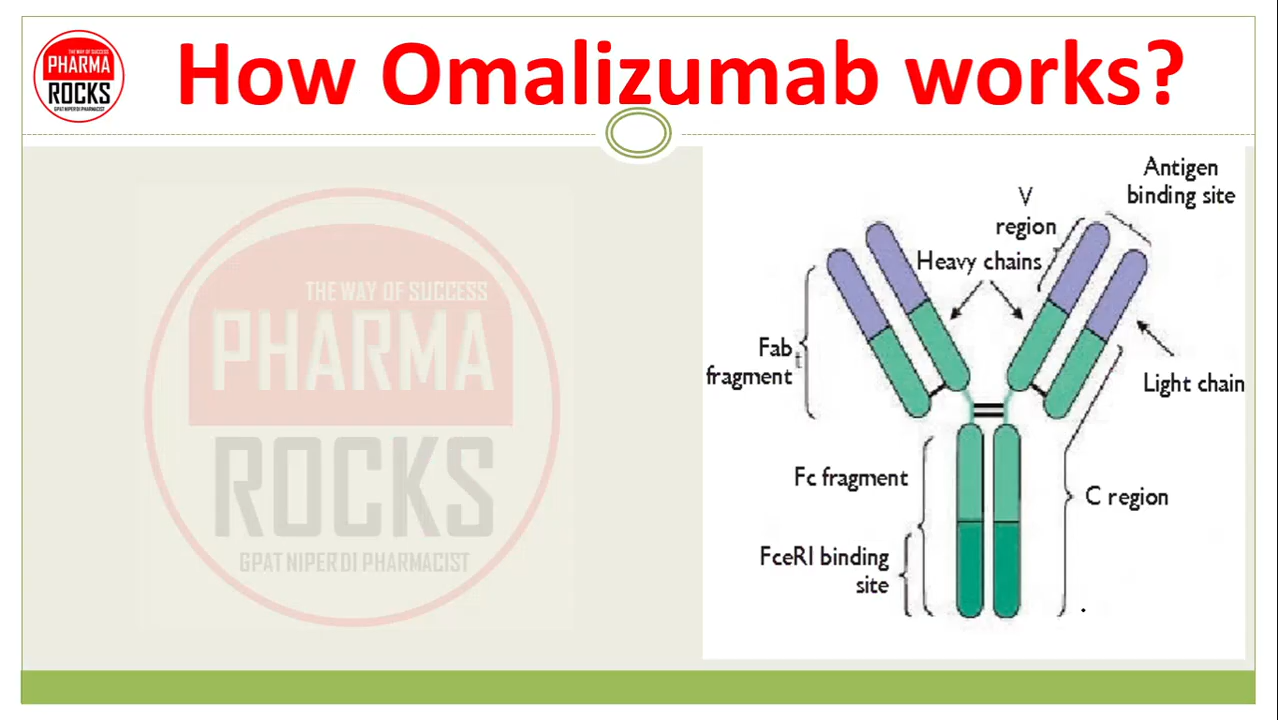 THE WAY OF SUCCESS
PHARMA
ROCKS
GPAT NIPER DI PHARMACIST
How Omalizumab works?
THE WAY OF SUCCESS
PHARMA
ROCKS
GPAT NIPER DI PHARMACIST
Antigen
binding site
V
region
Heavy chains
Fab
fragment
Light chain
Fc fragment
C region
FceRI binding
site